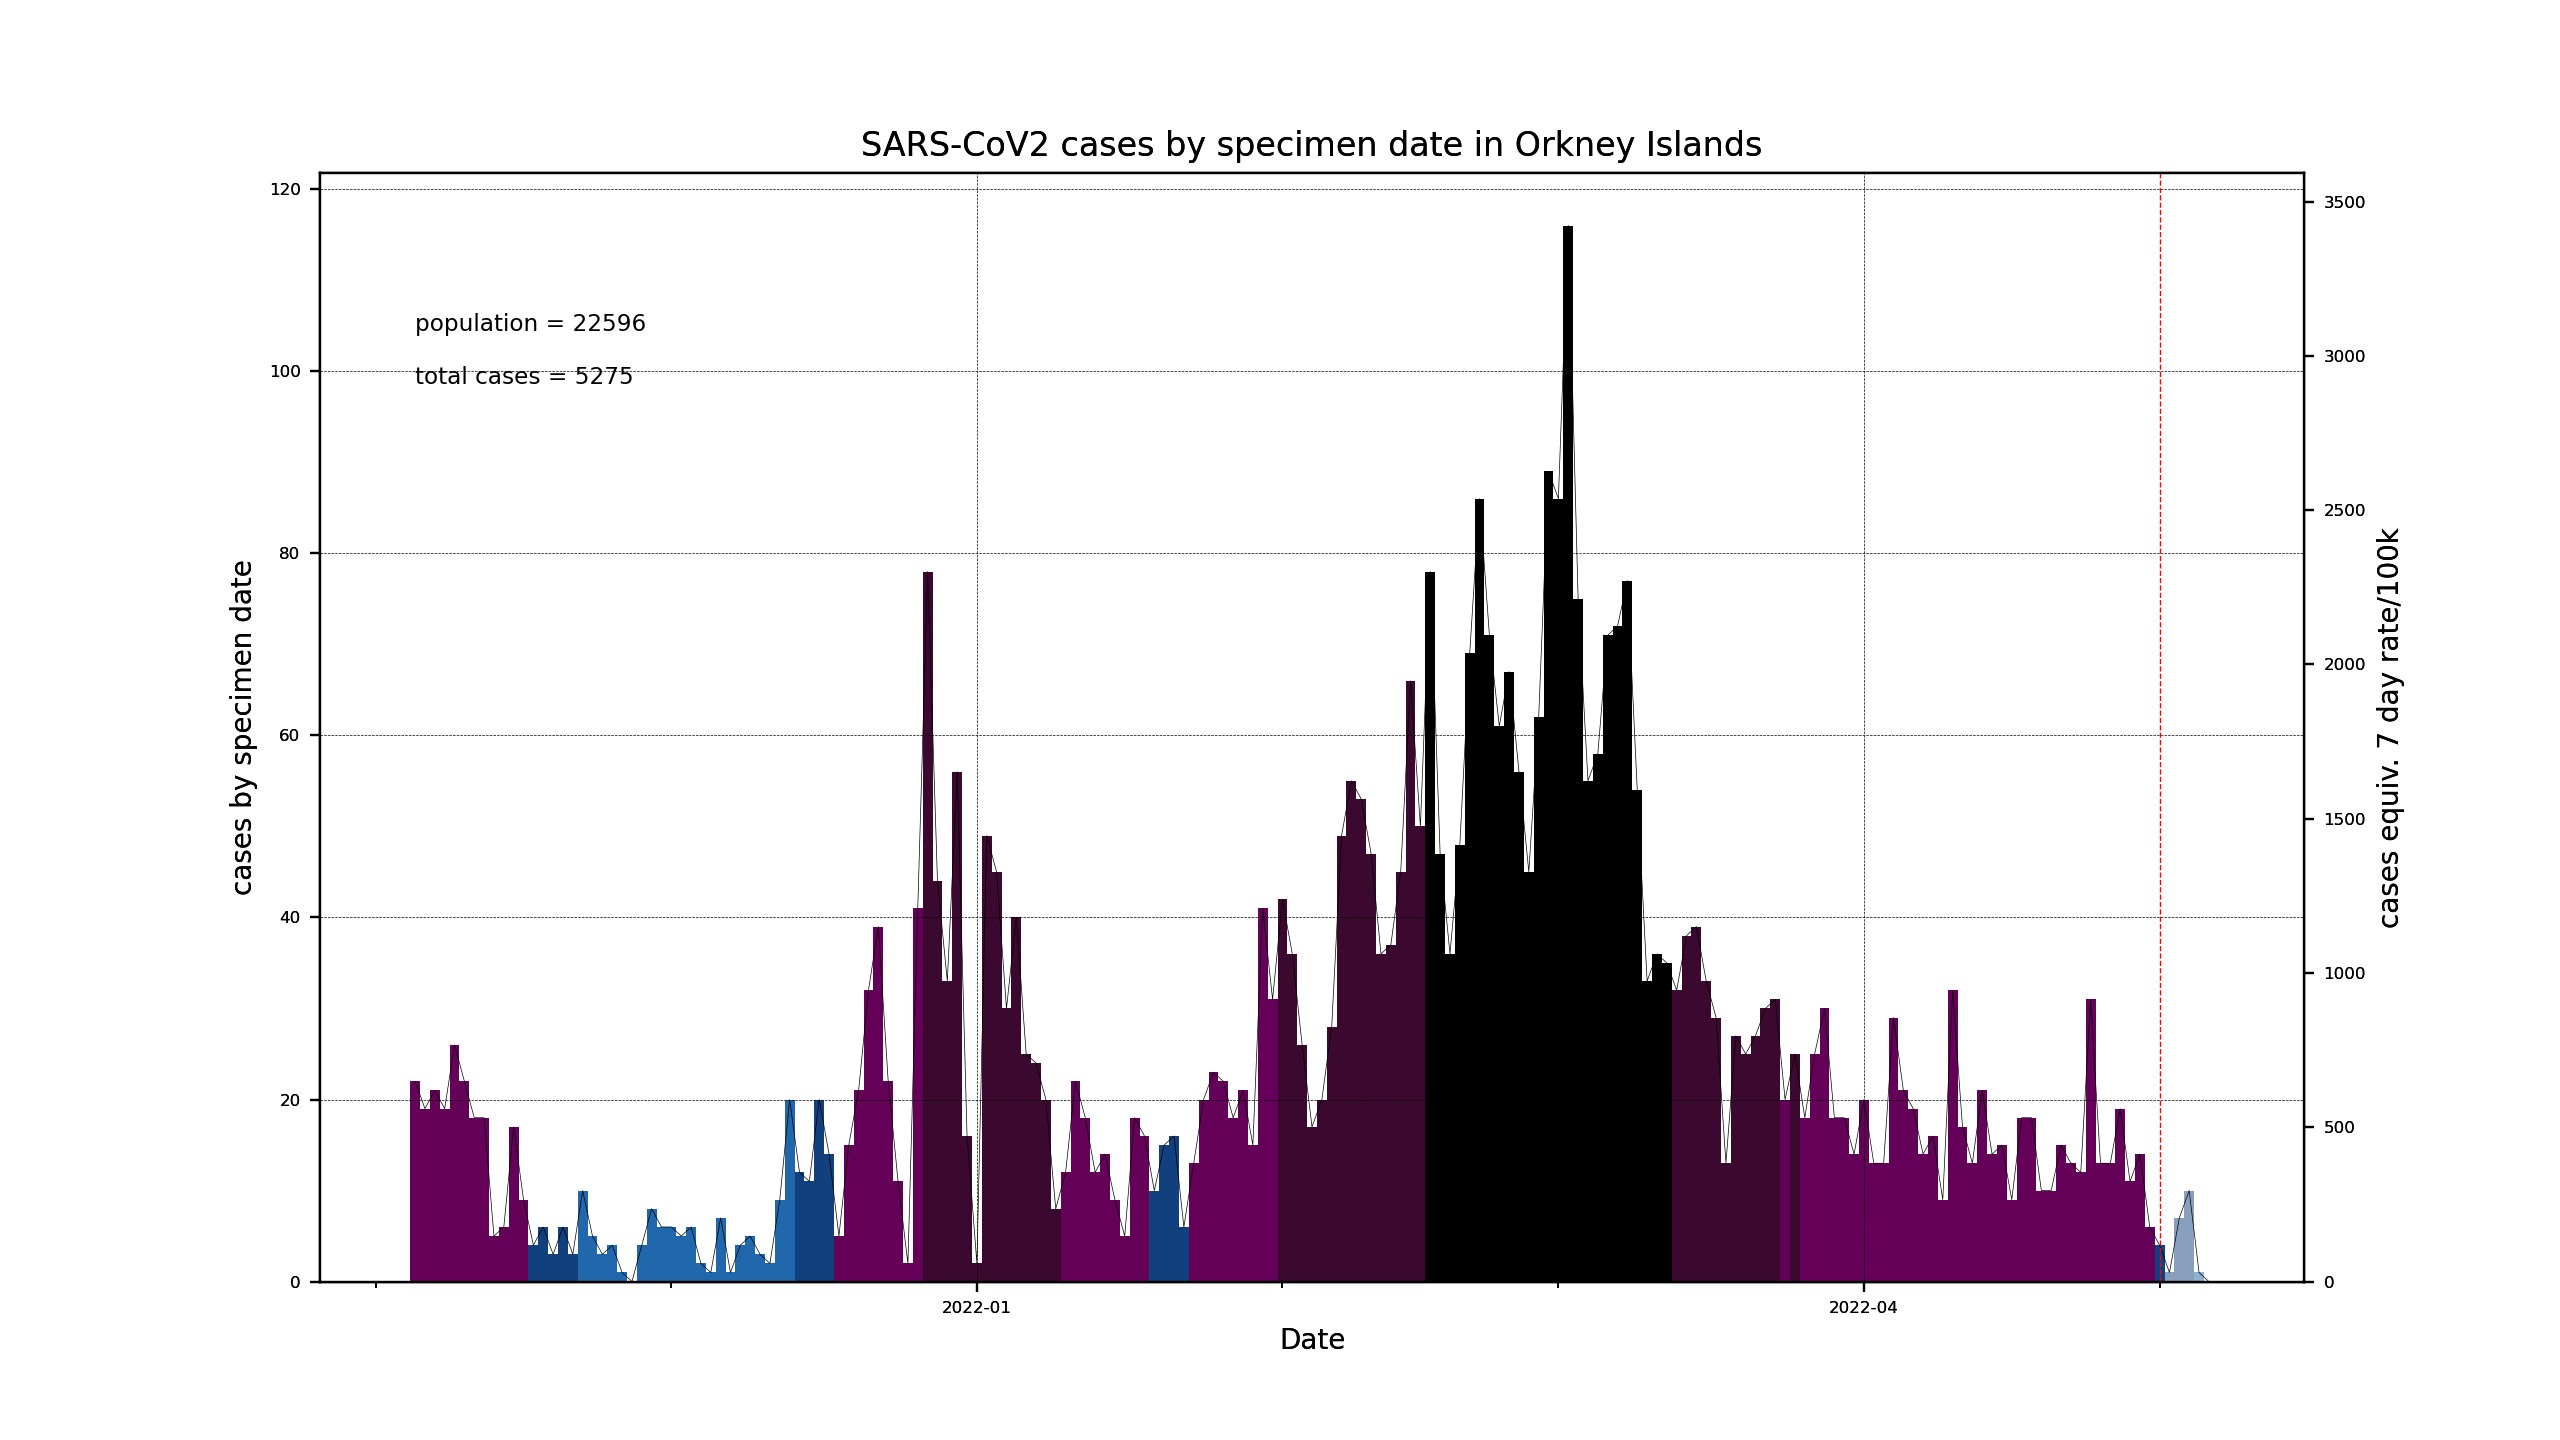 SARS-CoV2 cases by specimen date in Orkney Islands
120
100
80
60
40
20
0
cases by specimen date
population = 22596
total cases = 5275
3500
3000
2500
2000
1500
1000
500
0
cases equiv. 7 day rate/100k
2022-01
2022-04
Date